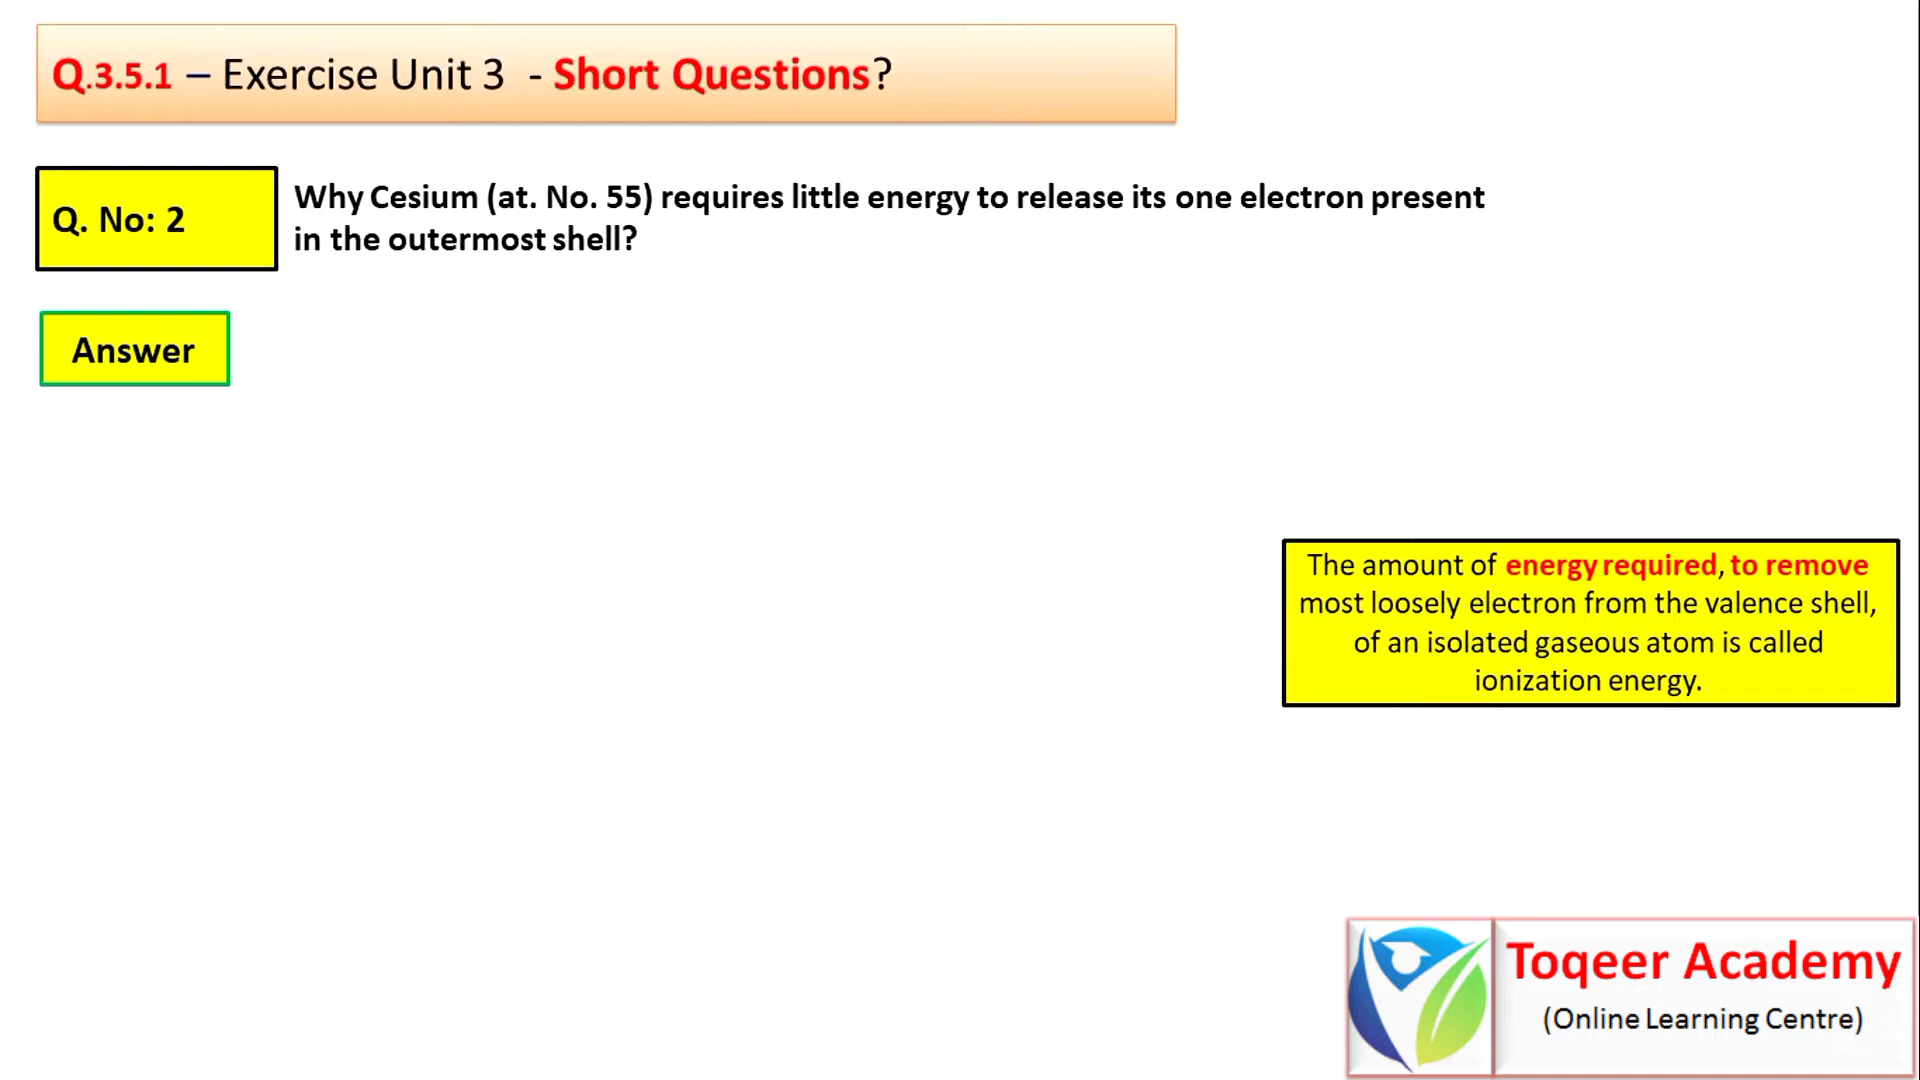 Q.3.5.1 – Exercise Unit 3 - Short Questions?
Q. No: 2
Why Cesium (at. No. 55) requires little energy to release its one electron present
in the outermost shell?
Answer
The amount of energy required, to remove
most loosely electron from the valence shell,
of an isolated gaseous atom is called
ionization energy.
Toqeer Academy
(Online Learning Centre)